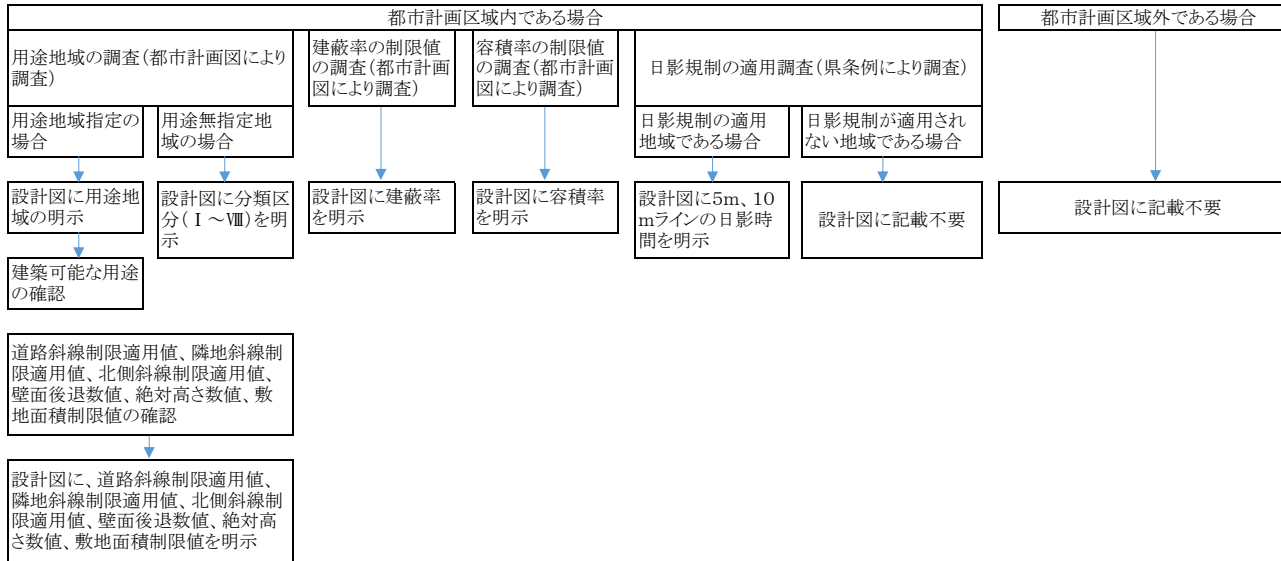 都市計画区域内である場合
都市計画区域外である場合
用途地域の調査(都市計画図により
調査)
建蔽率の制限値
の調査(都市計画
図により調査)
容積率の制限値
の調査(都市計画
図により調査)
日影規制の適用調査(県条例により調査)
用途地域指定の
場合
用途無指定地
域の場合
日影規制の適用
地域である場合
日影規制が適用され
ない地域である場合
設計図に用途地
域の明示
設計図に分類区
分(Ⅰ～Ⅷ)を明
示
設計図に建蔽率
を明示
設計図に容積率
を明示
設計図に5m、10
mラインの日影時
間を明示
設計図に記載不要
設計図に記載不要
建築可能な用途
の確認
道路斜線制限適用値、隣地斜線制
限適用値、北側斜線制限適用値、
壁面後退数値、絶対高さ数値、敷
地面積制限値の確認
設計図に、道路斜線制限適用値、
隣地斜線制限適用値、北側斜線制
限適用値、壁面後退数値、絶対高
さ数値、敷地面積制限値を明示